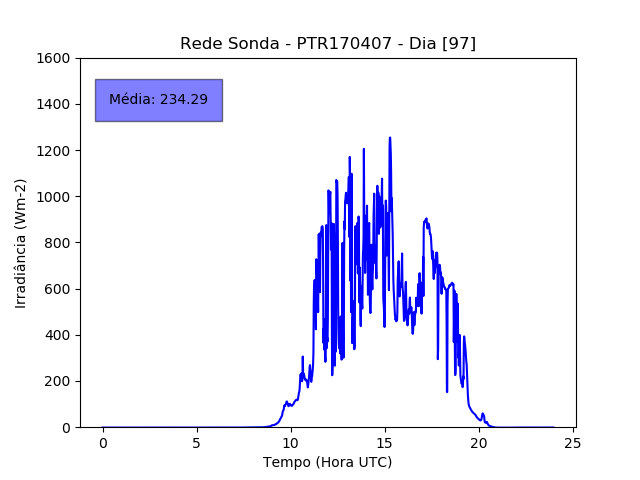 Rede Sonda - PTR170407 - Dia [97]
1600
1400
1200
1000
800
600
400
200
0
Média: 234.29
Irradiância (Wm-2)
0 5 10 15 20 25
Tempo (Hora UTC)